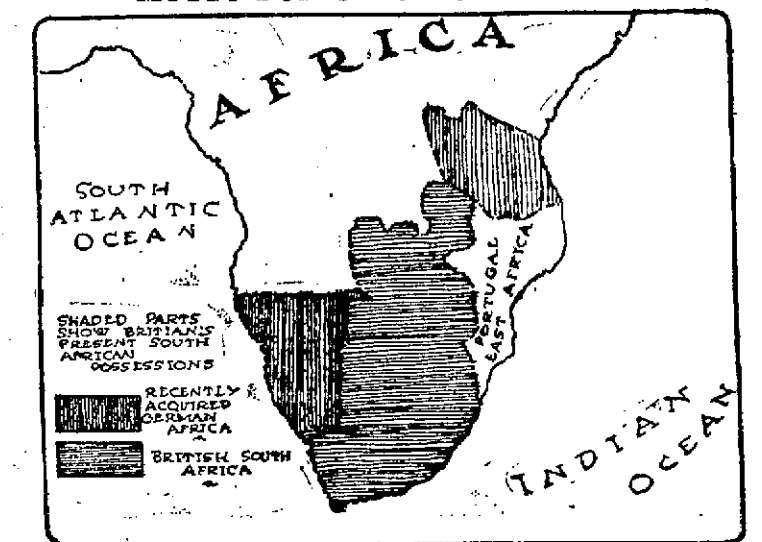 AFRICA
SOUTH
ATLANTIC
OCEAN
PORTUGAL
EAST AFRICA
SHADED PARTS
SHOW BRITIAN'S
PRESENT SOUTH
AFRICAN
POSSESSIONS
RECENTLY
ACQUIRED
GERMAN
AFRICA
BRITISH SOUTH
AFRICA
INDIAN
OCEAN